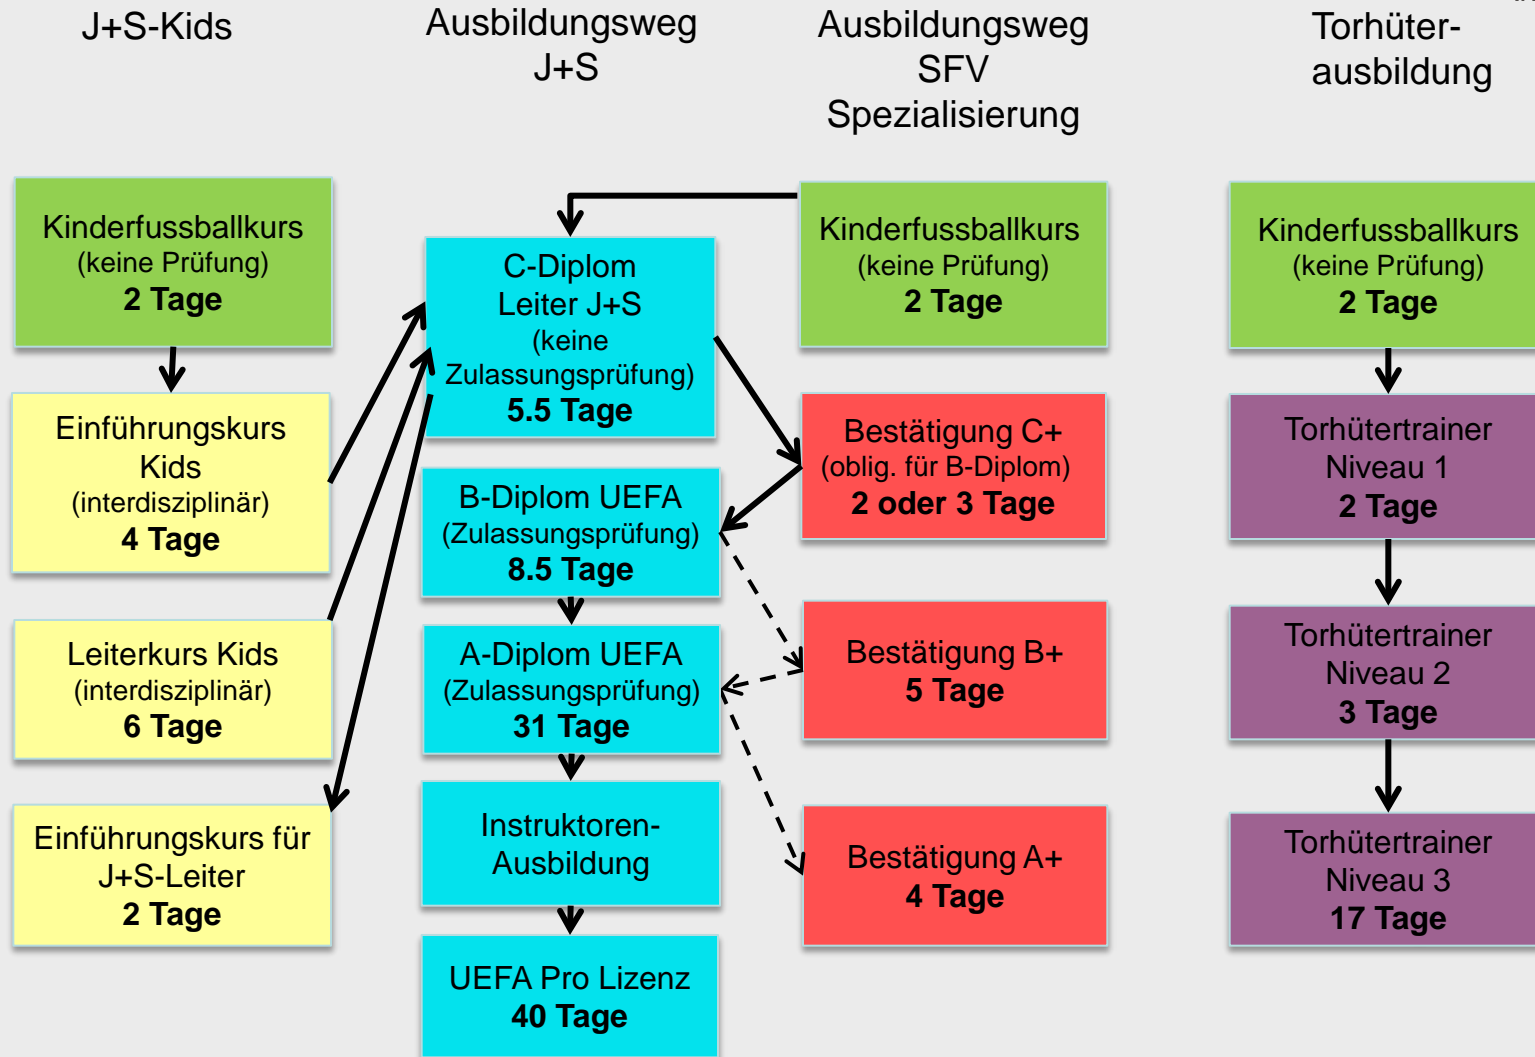 J+S-Kids
Ausbildungsweg
J+S
Ausbildungsweg
SFV
Spezialisierung
Torhüter-
ausbildung
Kinderfussballkurs
(keine Prüfung)
2 Tage
Einführungskurs
Kids
(interdisziplinär)
4 Tage
Leiterkurs Kids
(interdisziplinär)
6 Tage
Einführungskurs für
J+S-Leiter
2 Tage
C-Diplom
Leiter J+S
(keine
Zulassungsprüfung)
5.5 Tage
B-Diplom UEFA
(Zulassungsprüfung)
8.5 Tage
A-Diplom UEFA
(Zulassungsprüfung)
31 Tage
Instruktoren-
Ausbildung
UEFA Pro Lizenz
40 Tage
Kinderfussballkurs
(keine Prüfung)
2 Tage
Bestätigung C+
(oblig. für B-Diplom)
2 oder 3 Tage
Bestätigung B+
5 Tage
Bestätigung A+
4 Tage
Kinderfussballkurs
(keine Prüfung)
2 Tage
Torhütertrainer
Niveau 1
2 Tage
Torhütertrainer
Niveau 2
3 Tage
Torhütertrainer
Niveau 3
17 Tage